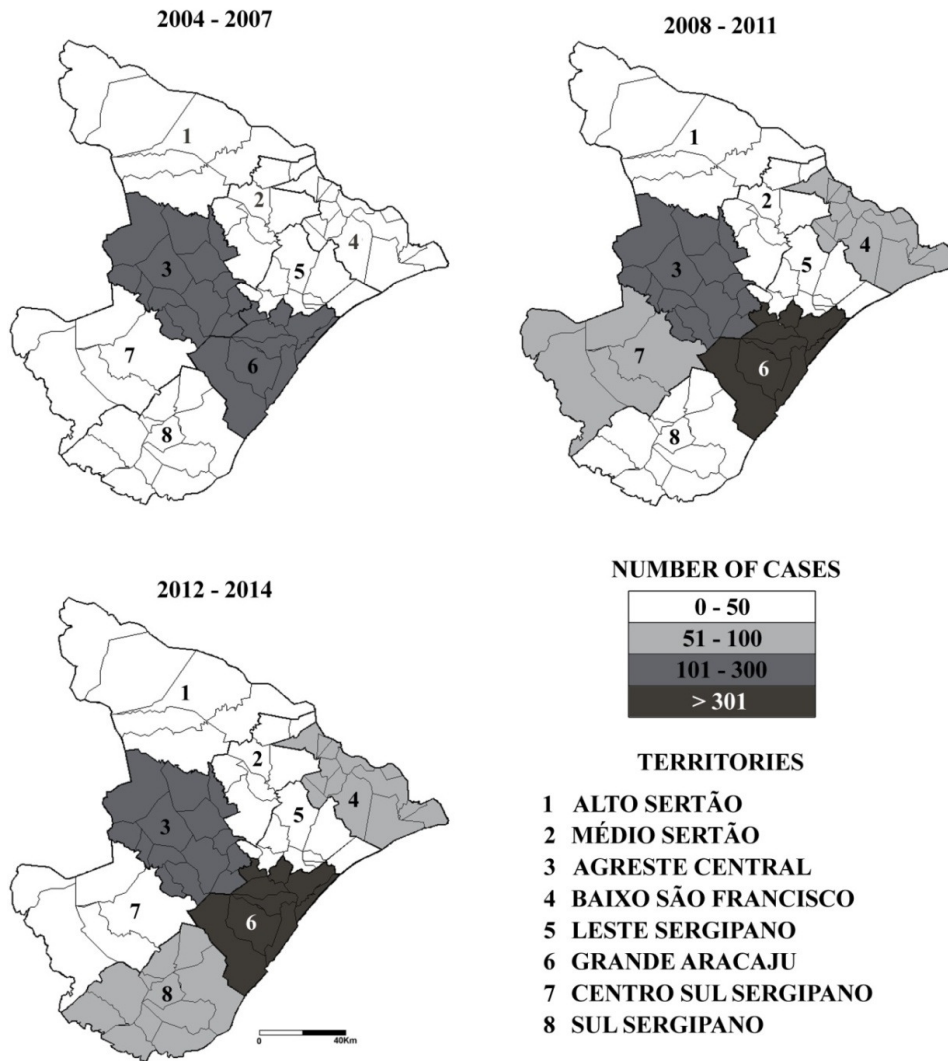 2004 - 2007
1
2
3
4
5
6
7
8
2008 - 2011
1
2
3
4
5
6
7
8
2012 - 2014
1
2
3
4
5
6
7
8
0 40Km
NUMBER OF CASES
0 - 50
51 - 100
101 - 300
> 301
TERRITORIES
1 ALTO SERTÃO
2 MÉDIO SERTÃO
3 AGRESTE CENTRAL
4 BAIXO SÃO FRANCISCO
5 LESTE SERGIPANO
6 GRANDE ARACAJU
7 CENTRO SUL SERGIPANO
8 SUL SERGIPANO